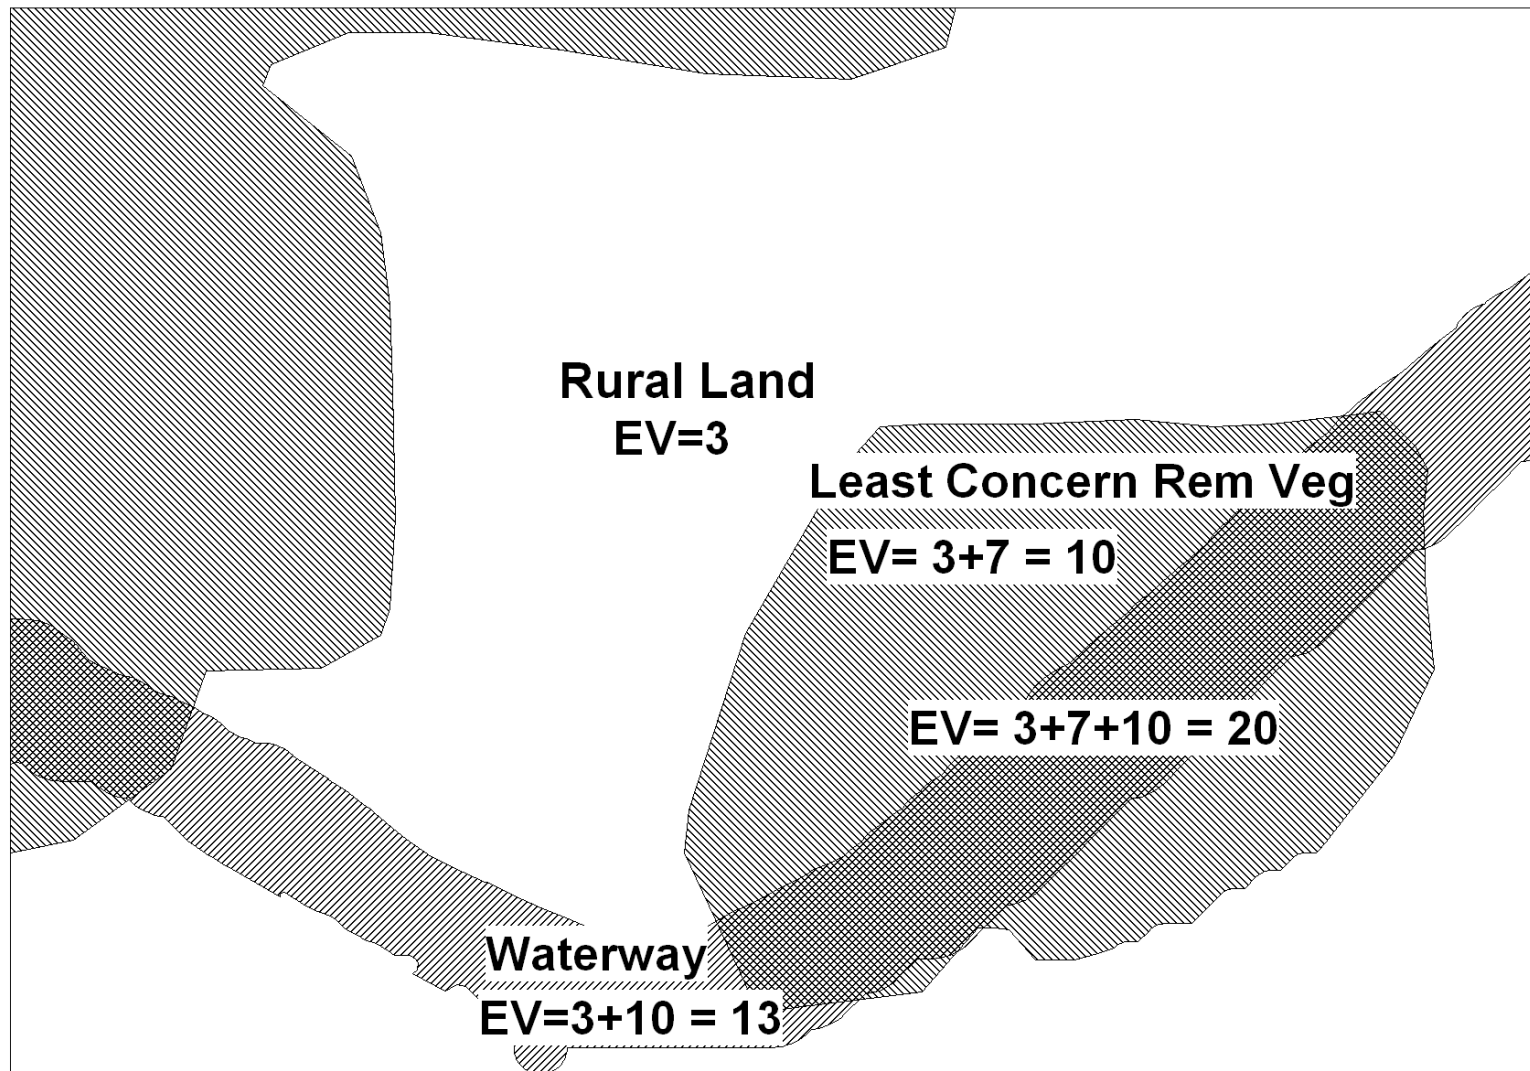 Rural Land
EV=3
Least Concern Rem Veg
EV= 3+7 = 10
EV= 3+7+10 = 20
Waterway
EV=3+10 = 13